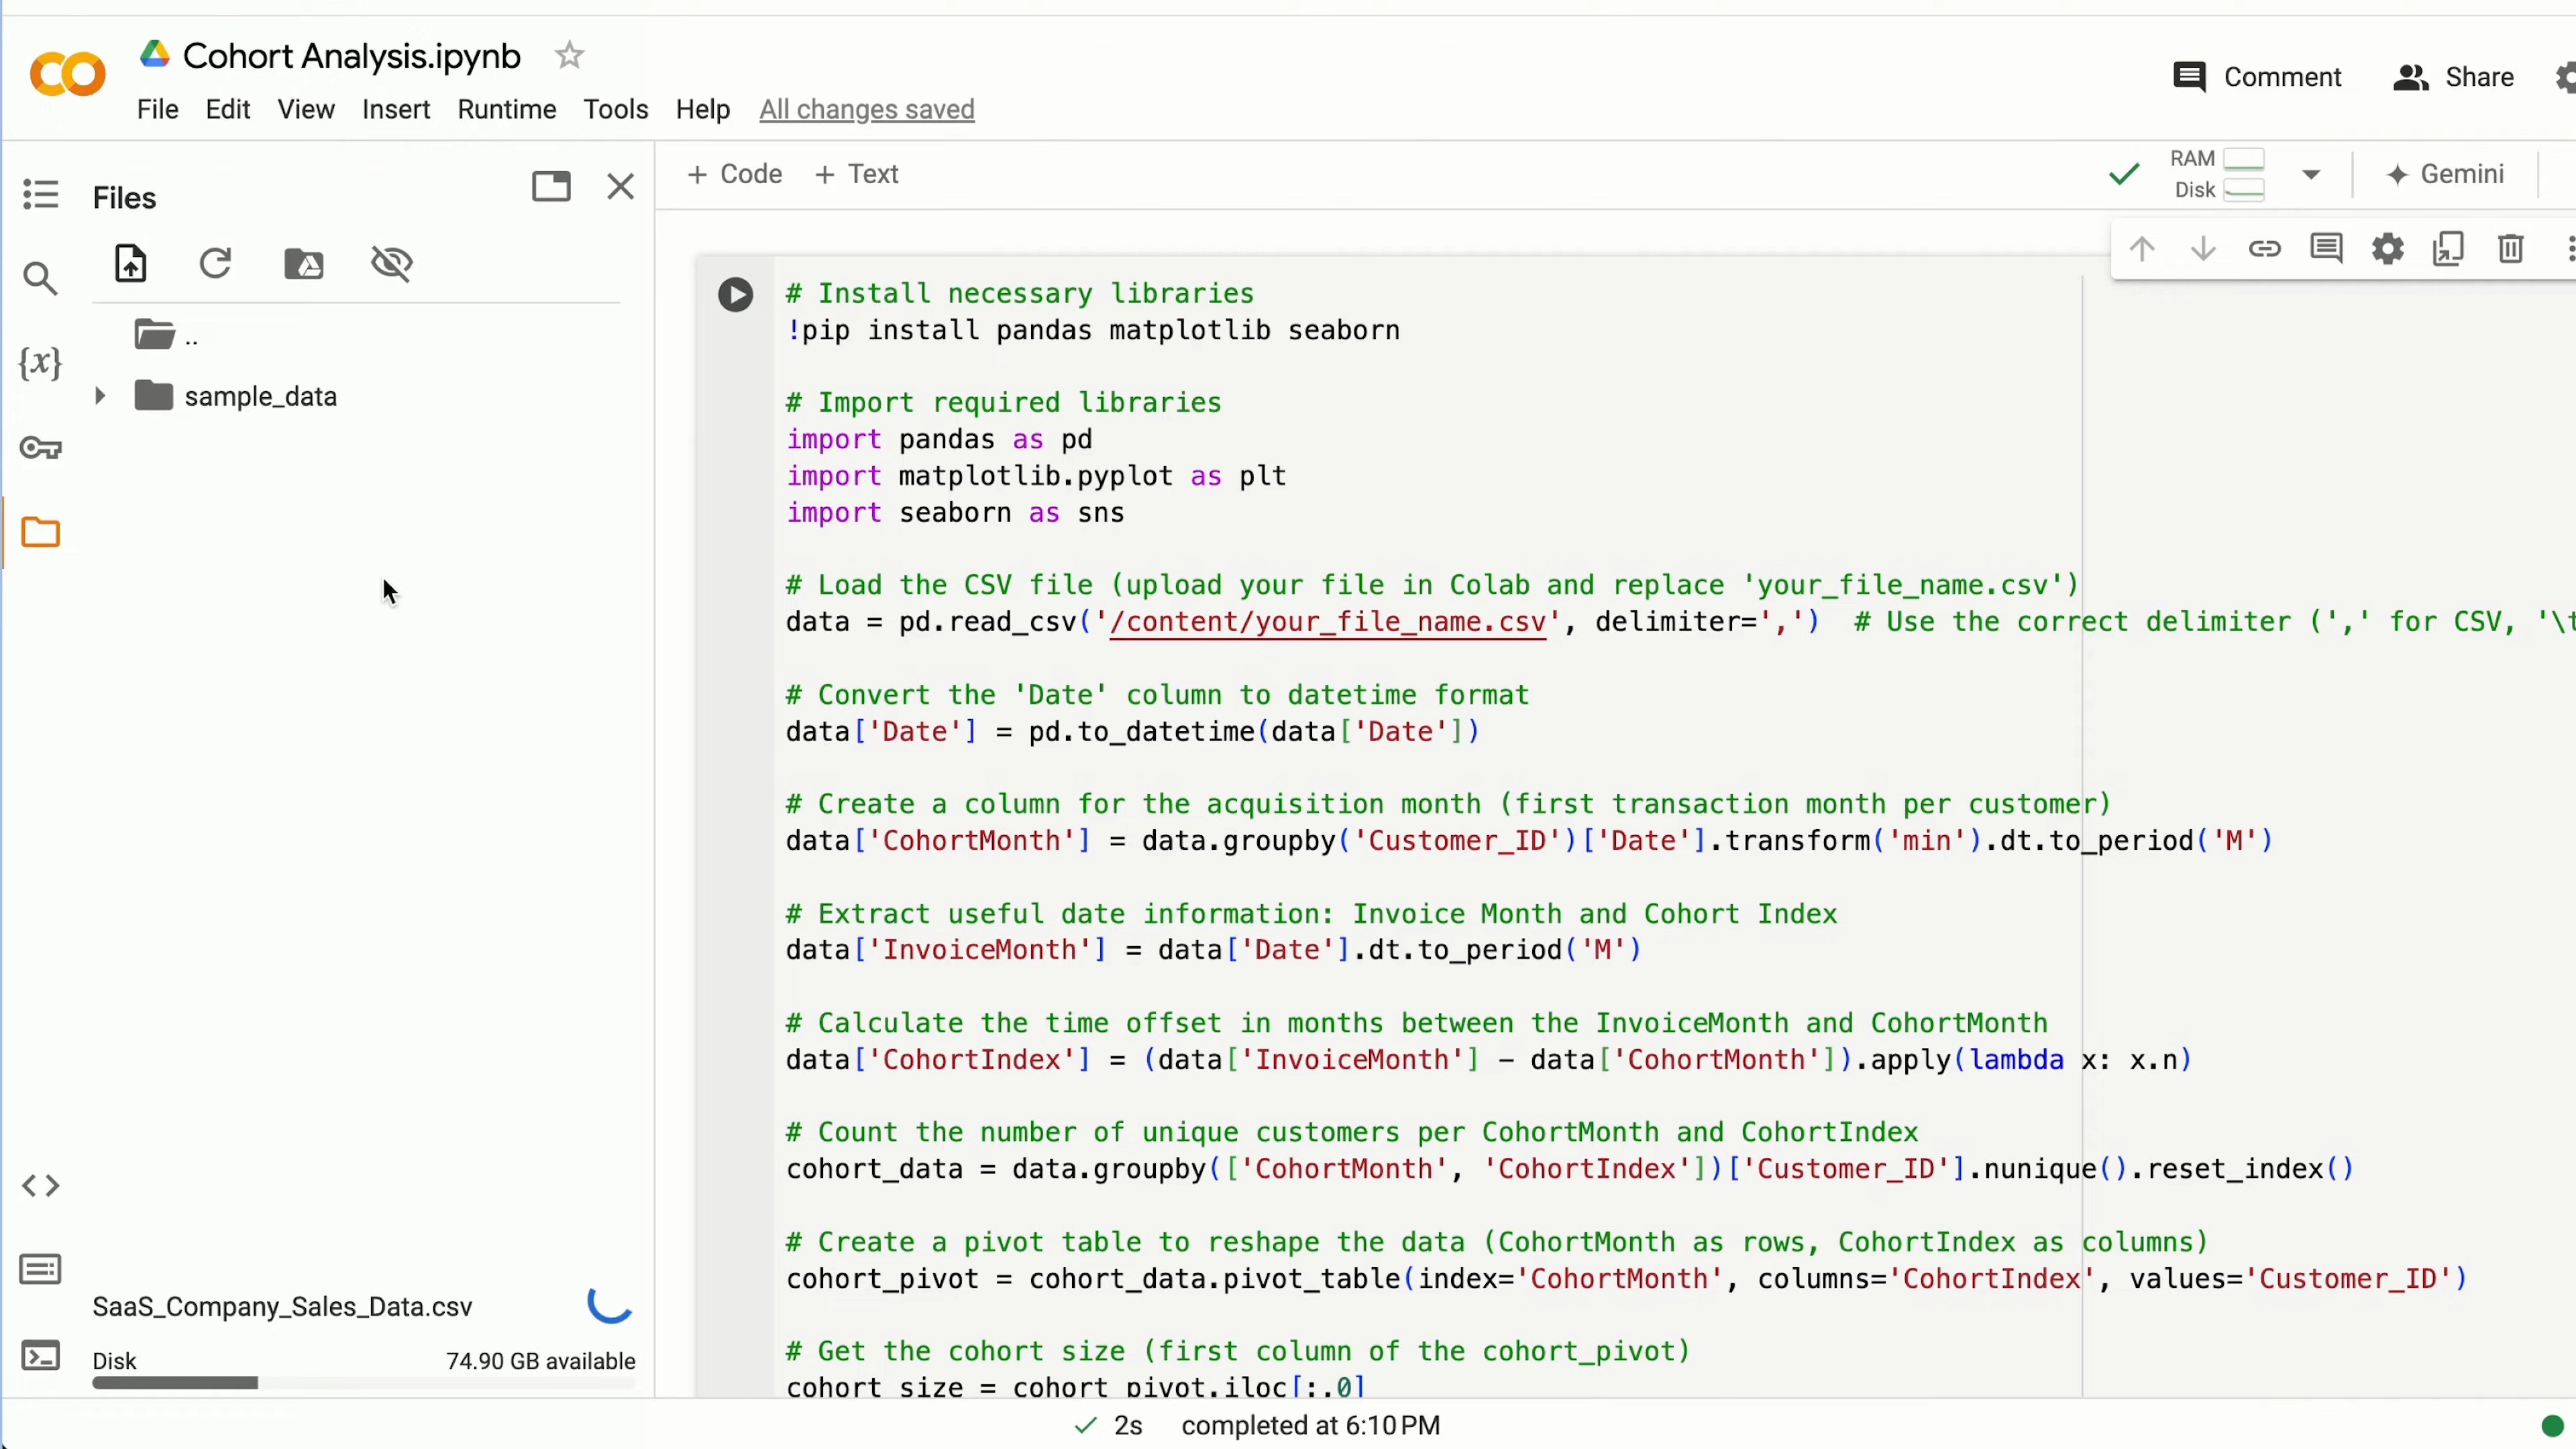 Cohort Analysis.ipynb
File Edit View Insert Runtime Tools Help All changes saved
Comment Share
Files
+ Code + Text
RAM
Disk
Gemini
..
sample_data
{x}
# Install necessary libraries
!pip install pandas matplotlib seaborn
# Import required libraries
import pandas as pd
import matplotlib.pyplot as plt
import seaborn as sns
# Load the CSV file (upload your file in Colab and replace 'your_file_name.csv')
data = pd.read_csv('/content/your_file_name.csv', delimiter=',')  # Use the correct delimiter (',' for CSV, '\t
# Convert the 'Date' column to datetime format
data['Date'] = pd.to_datetime(data['Date'])
# Create a column for the acquisition month (first transaction month per customer)
data['CohortMonth'] = data.groupby('Customer_ID')['Date'].transform('min').dt.to_period('M')
# Extract useful date information: Invoice Month and Cohort Index
data['InvoiceMonth'] = data['Date'].dt.to_period('M')
# Calculate the time offset in months between the InvoiceMonth and CohortMonth
data['CohortIndex'] = (data['InvoiceMonth'] - data['CohortMonth']).apply(lambda x: x.n)
# Count the number of unique customers per CohortMonth and CohortIndex
cohort_data = data.groupby(['CohortMonth', 'CohortIndex'])['Customer_ID'].nunique().reset_index()
# Create a pivot table to reshape the data (CohortMonth as rows, CohortIndex as columns)
cohort_pivot = cohort_data.pivot_table(index='CohortMonth', columns='CohortIndex', values='Customer_ID')
# Get the cohort size (first column of the cohort_pivot)
cohort_size = cohort_pivot.iloc[:,0]
SaaS_Company_Sales_Data.csv
Disk 74.90 GB available
2s completed at 6:10 PM